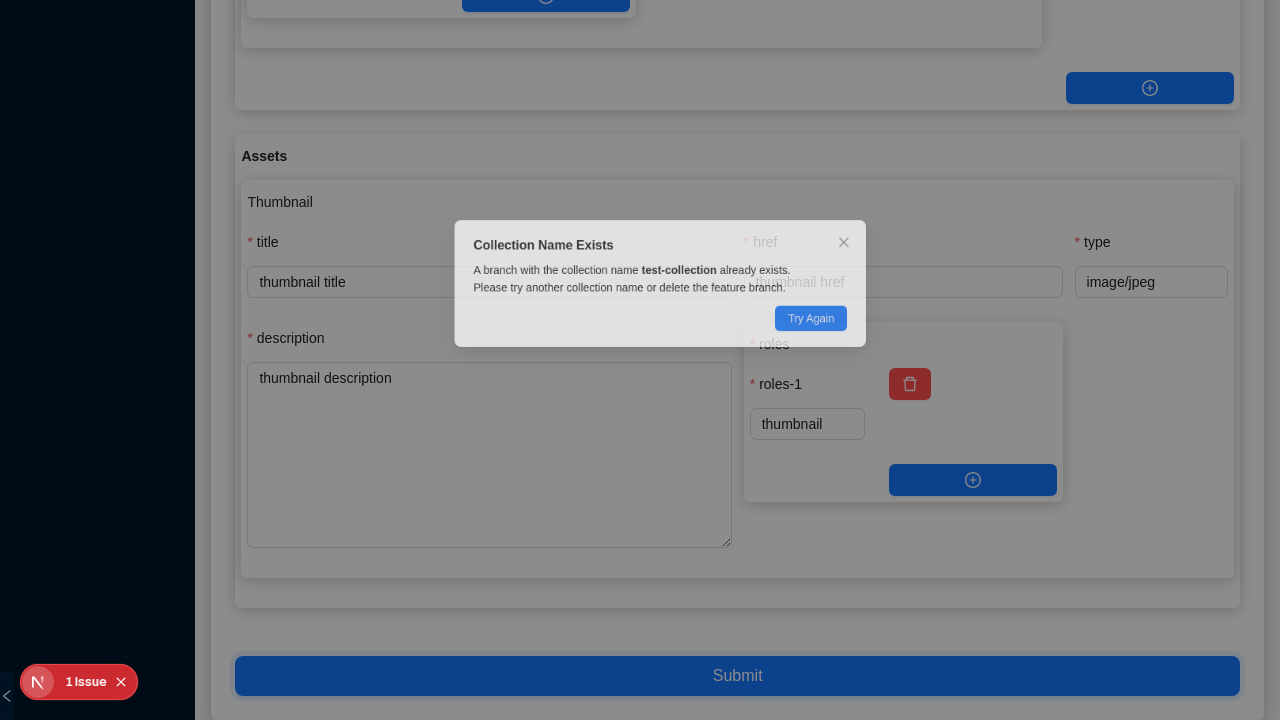 Assets
Thumbnail
* title
* href
* type
thumbnail title
thumbnail href
image/jpeg
Collection Name Exists
A branch with the collection name test-collection already exists.
Please try another collection name or delete the feature branch.
Try Again
* description
* roles
thumbnail description
* roles-1
thumbnail
Submit
1 Issue